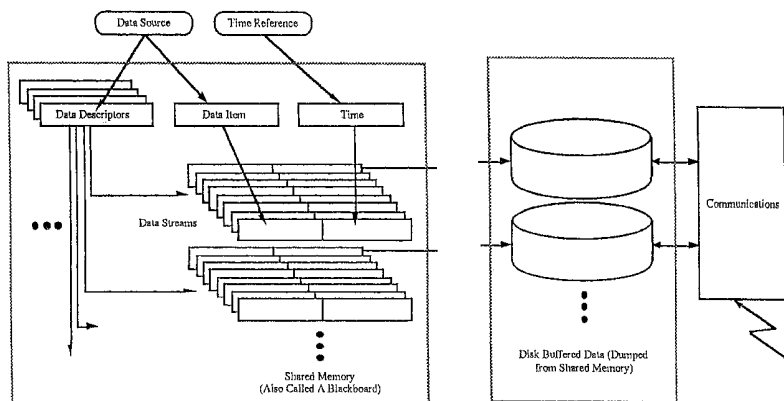 Data Source
Time Reference
Data Descriptors
Data Item
Time
Data Streams
Communications
Shared Memory
(Also Called A Blackboard)
Disk Buffered Data (Dumped
from Shared Memory)